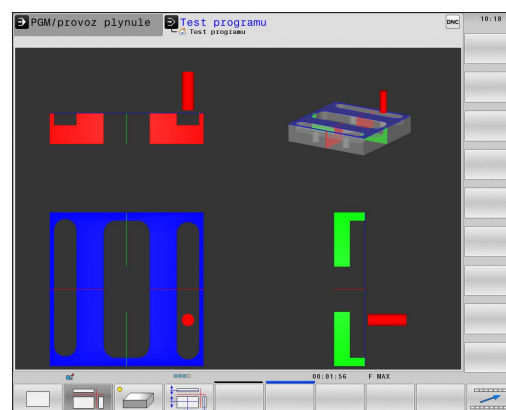 PGM/provoz plynule
Test programu
Test programu
DNC
10:18
00:01:56
F MAX